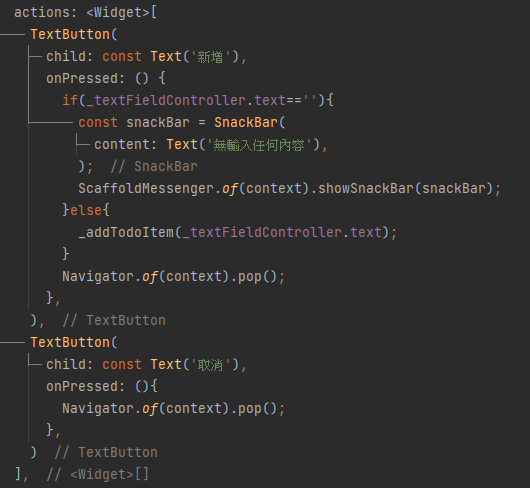 actions: <Widget>[
TextButton(
child: const Text('新增'),
onPressed: () {
if(_textFieldController.text==''){
const snackBar = SnackBar(
content: Text('無輸入任何內容'),
);  // SnackBar
ScaffoldMessenger.of(context).showSnackBar(snackBar);
}else{
_addTodoItem(_textFieldController.text);
}
Navigator.of(context).pop();
},
),  // TextButton
TextButton(
child: const Text('取消'),
onPressed: (){
Navigator.of(context).pop();
},
)  // TextButton
],  // <Widget>[]